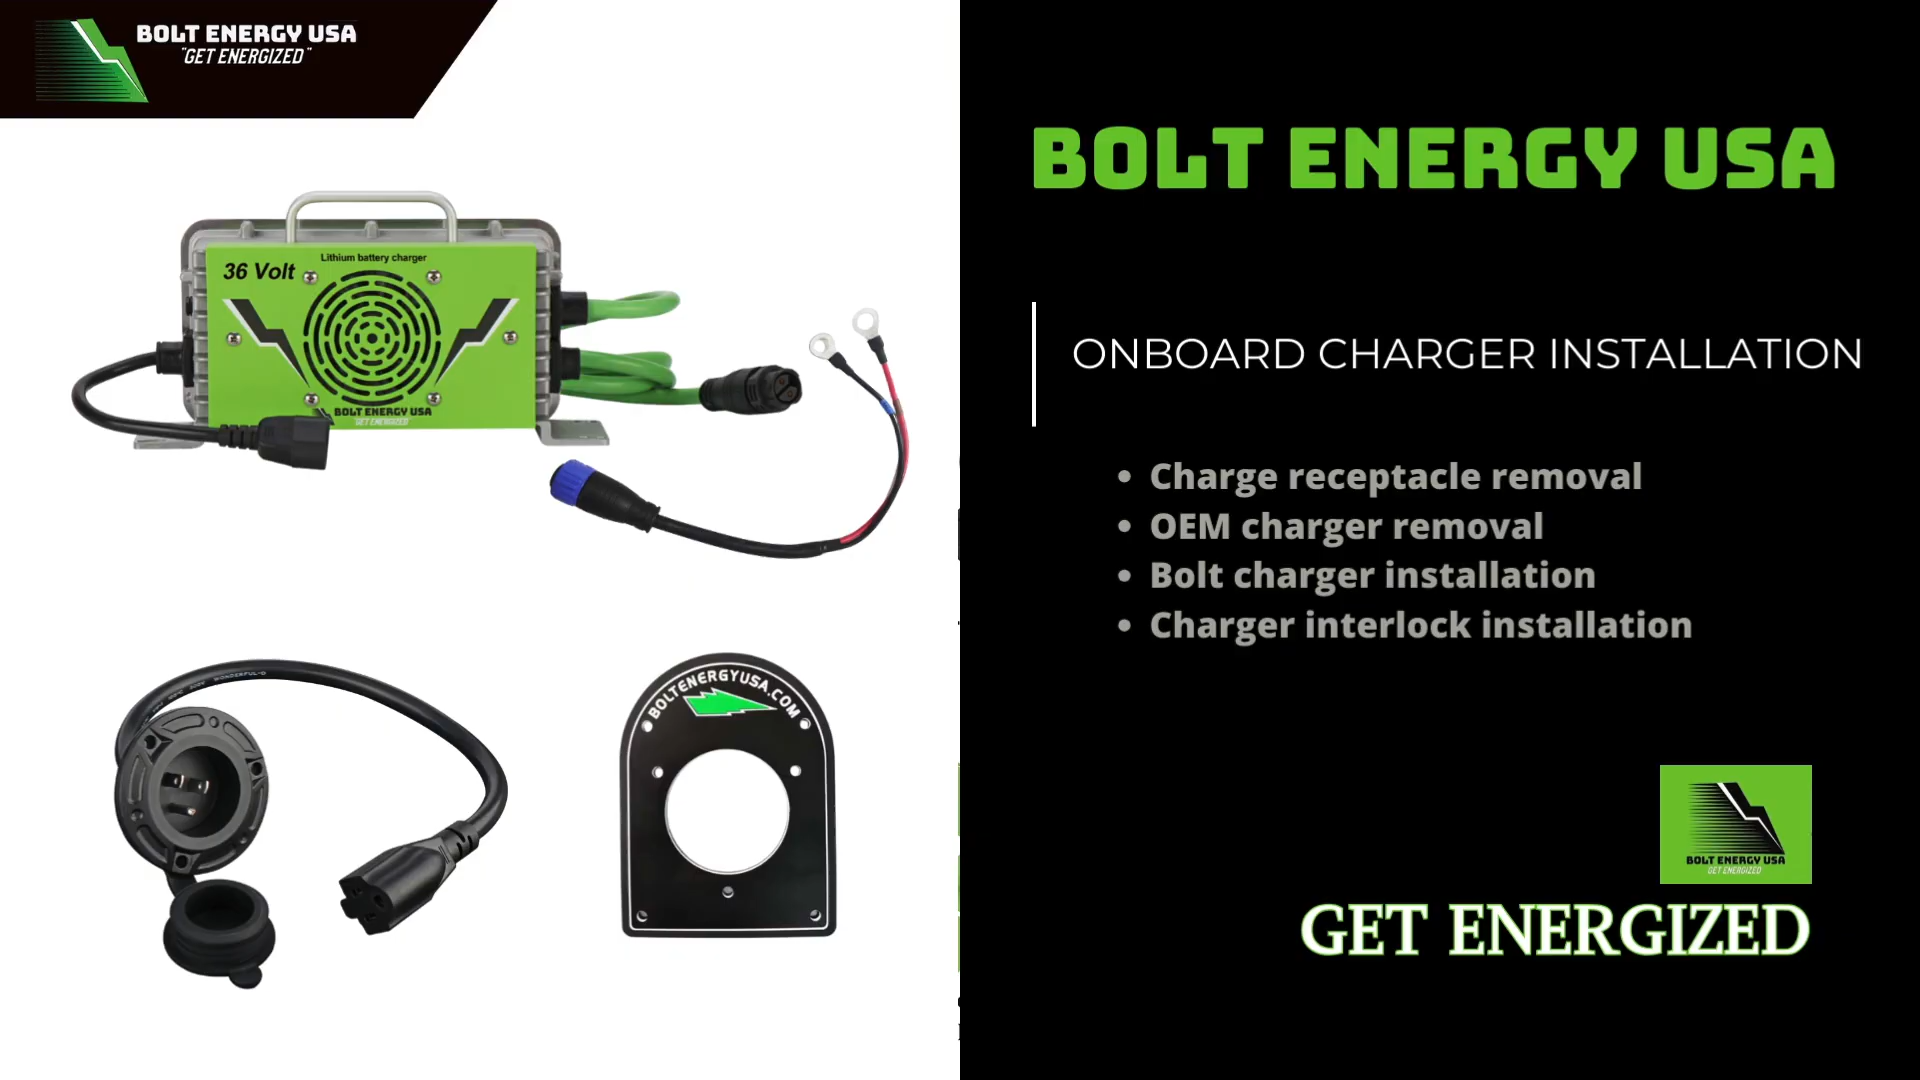 BOLT ENERGY USA
"GET ENERGIZED"
36 Volt
Lithium battery charger
BOLT ENERGY USA
GET ENERGIZED
BOLTENERGYUSA.COM
BOLT ENERGY USA
ONBOARD CHARGER INSTALLATION
• Charge receptacle removal
• OEM charger removal
• Bolt charger installation
• Charger interlock installation
BOLT ENERGY USA
GET ENERGIZED
GET ENERGIZED